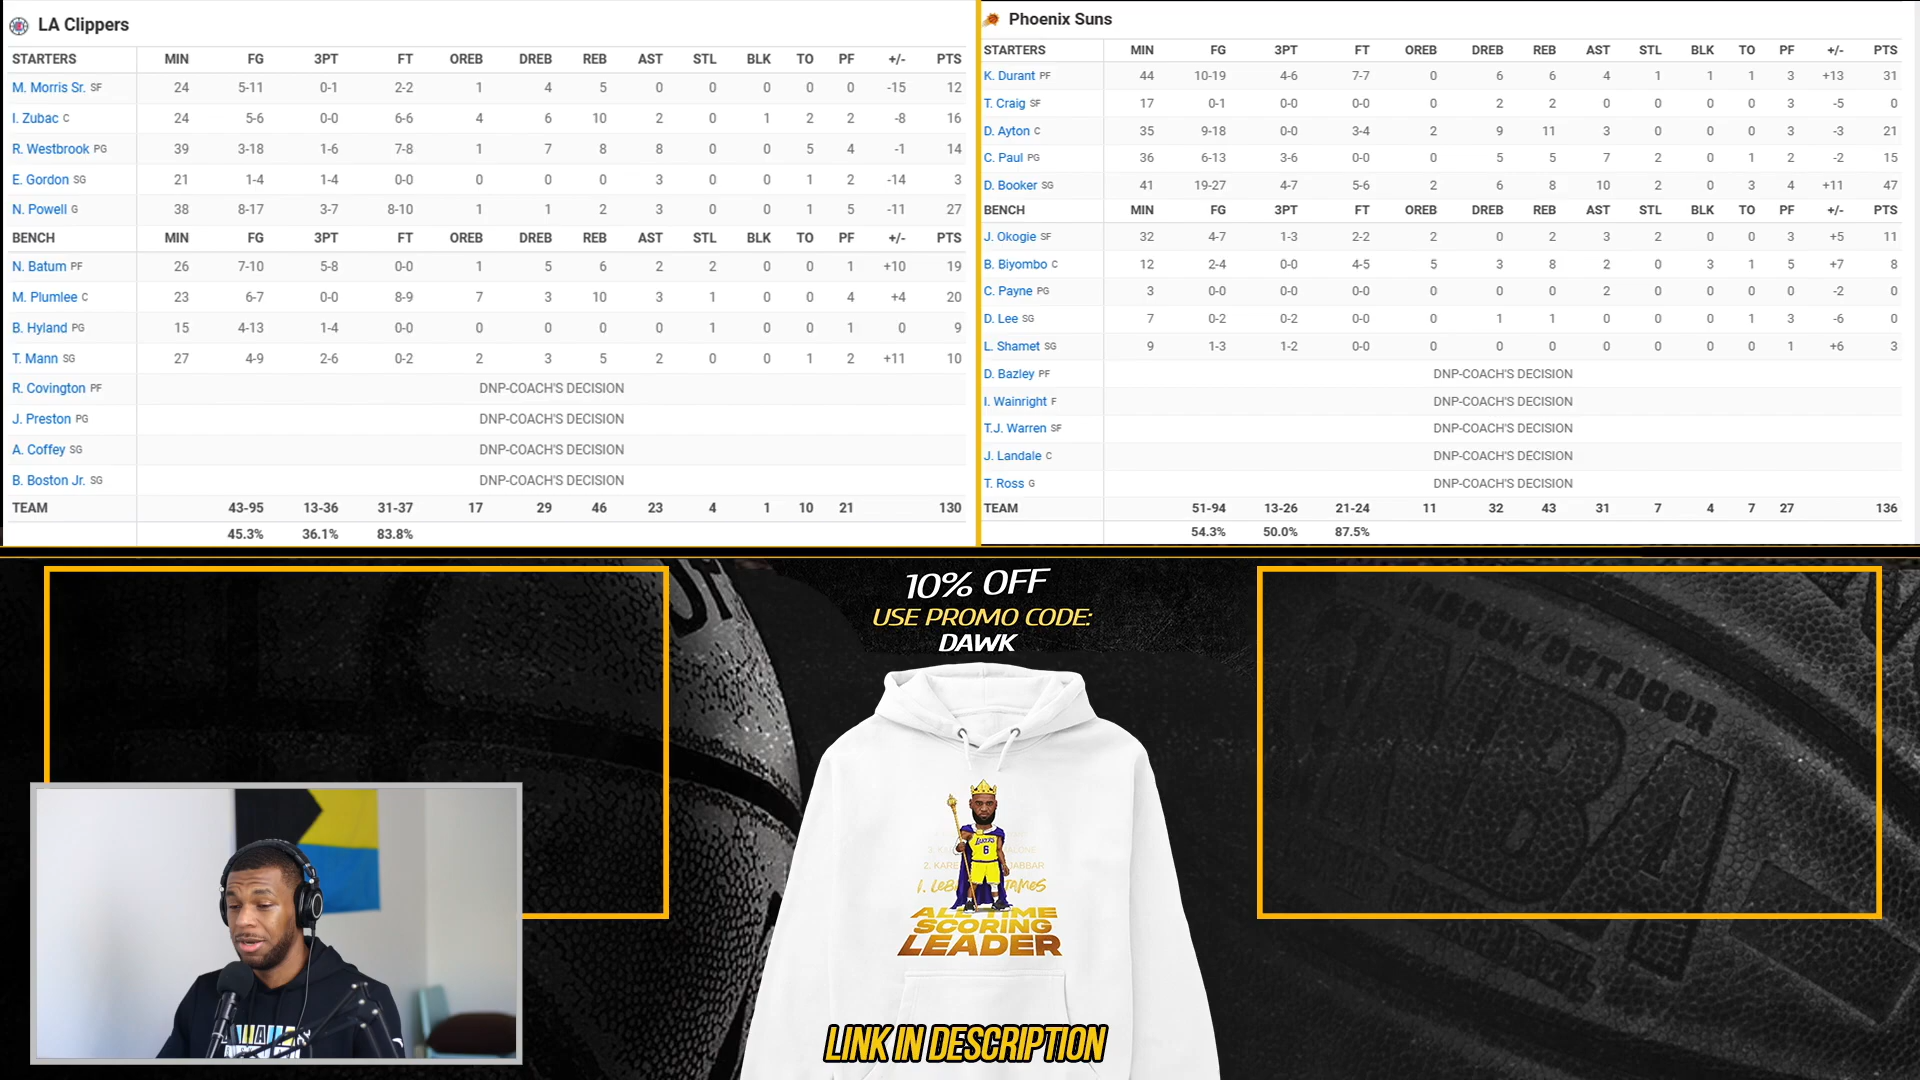 LA Clippers
STARTERS MIN FG 3PT FT OREB DREB REB AST STL BLK TO PF +/- PTS
M. Morris Sr. SF 24 5-11 0-1 2-2 1 4 5 0 0 0 0 0 -15 12
I. Zubac C 24 5-6 0-0 6-6 4 6 10 2 0 1 2 2 -8 16
R. Westbrook PG 39 3-18 1-6 7-8 1 7 8 8 0 0 5 4 -1 14
E. Gordon SG 21 1-4 1-4 0-0 0 0 0 3 0 0 1 2 -14 3
N. Powell G 38 8-17 3-7 8-10 1 1 2 3 0 0 1 5 -11 27
BENCH MIN FG 3PT FT OREB DREB REB AST STL BLK TO PF +/- PTS
N. Batum PF 26 7-10 5-8 0-0 1 5 6 2 2 0 0 1 +10 19
M. Plumlee C 23 6-7 0-0 8-9 7 3 10 3 1 0 0 4 +4 20
B. Hyland PG 15 4-13 1-4 0-0 0 0 0 0 1 0 0 1 0 9
T. Mann SG 27 4-9 2-6 0-2 2 3 5 2 0 0 1 2 +11 10
R. Covington PF DNP-COACH'S DECISION
J. Preston PG DNP-COACH'S DECISION
A. Coffey SG DNP-COACH'S DECISION
B. Boston Jr. SG DNP-COACH'S DECISION
TEAM 43-95 13-36 31-37 17 29 46 23 4 1 10 21 130
45.3% 36.1% 83.8%
Phoenix Suns
STARTERS MIN FG 3PT FT OREB DREB REB AST STL BLK TO PF +/- PTS
K. Durant PF 44 10-19 4-6 7-7 0 6 6 4 1 1 1 3 +13 31
T. Craig SF 17 0-1 0-0 0-0 0 2 2 0 0 0 0 3 -5 0
D. Ayton C 35 9-18 0-0 3-4 2 9 11 3 0 0 0 3 -3 21
C. Paul PG 36 6-13 3-6 0-0 0 5 5 7 2 0 1 2 -2 15
D. Booker SG 41 19-27 4-7 5-6 2 6 8 10 2 0 3 4 +11 47
BENCH MIN FG 3PT FT OREB DREB REB AST STL BLK TO PF +/- PTS
J. Okogie SF 32 4-7 1-3 2-2 2 0 2 3 2 0 0 3 +5 11
B. Biyombo C 12 2-4 0-0 4-5 5 3 8 2 0 3 1 5 +7 8
C. Payne PG 3 0-0 0-0 0-0 0 0 0 2 0 0 0 0 -2 0
D. Lee SG 7 0-2 0-2 0-0 0 1 1 0 0 0 1 3 -6 0
L. Shamet SG 9 1-3 1-2 0-0 0 0 0 0 0 0 0 1 +6 3
D. Bazley PF DNP-COACH'S DECISION
I. Wainright F DNP-COACH'S DECISION
T.J. Warren SF DNP-COACH'S DECISION
J. Landale C DNP-COACH'S DECISION
T. Ross G DNP-COACH'S DECISION
TEAM 51-94 13-26 21-24 11 32 43 31 7 4 7 27 136
54.3% 50.0% 87.5%
10% OFF
USE PROMO CODE:
DAWK
LAKERS
6
ALL TIME
SCORING
LEADER
LINK IN DESCRIPTION